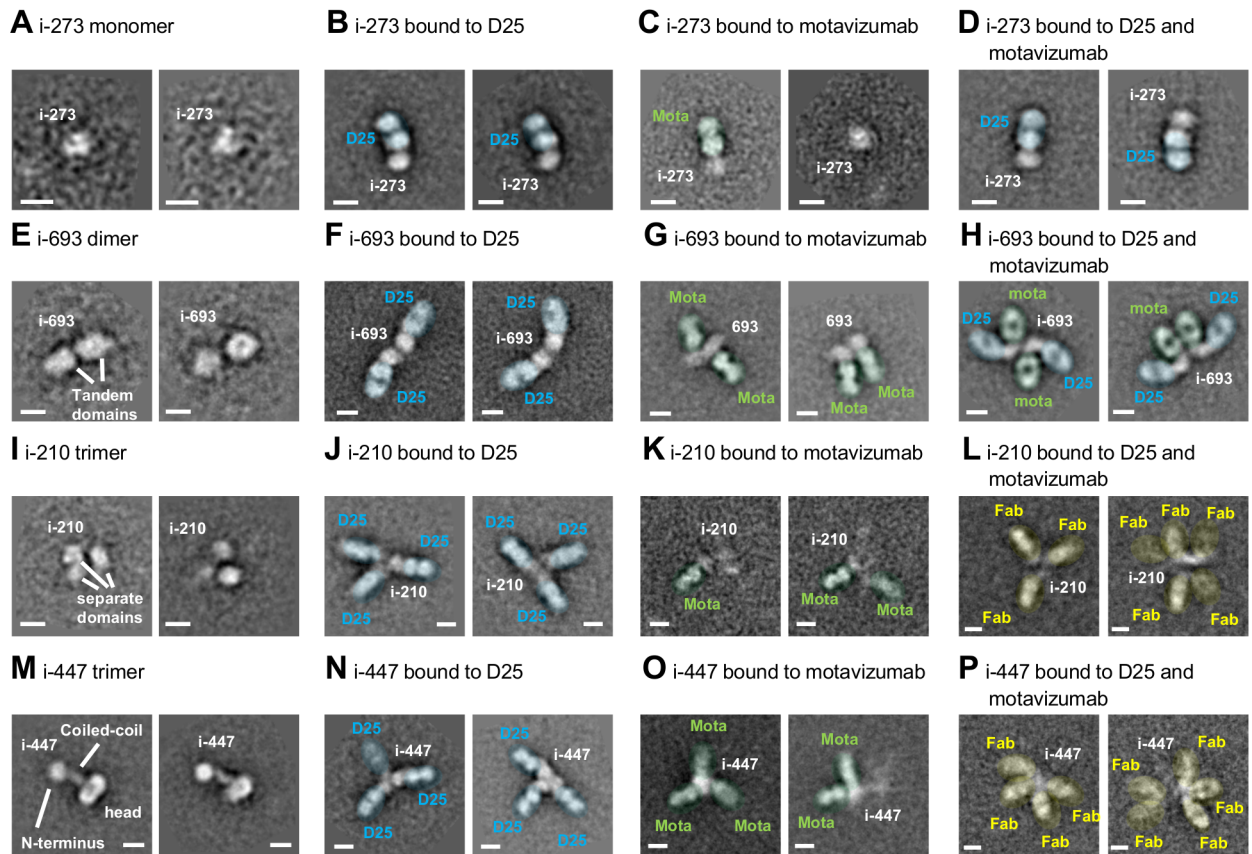 A i-273 monomer
B i-273 bound to D25
C i-273 bound to motavizumab
D i-273 bound to D25 and
motavizumab
i-273
i-273
D25
i-273
D25
i-273
Mota
i-273
i-273
D25
i-273
i-273
D25
E i-693 dimer
F i-693 bound to D25
G i-693 bound to motavizumab
H i-693 bound to D25 and
motavizumab
i-693
Tandem
domains
i-693
D25
i-693
D25
D25
i-693
D25
Mota
693
Mota
693
Mota
Mota
mota
D25
i-693
D25
mota
mota
D25
D25
i-693
I i-210 trimer
J i-210 bound to D25
K i-210 bound to motavizumab
L i-210 bound to D25 and
motavizumab
i-210
separate
domains
i-210
D25
D25
i-210
D25
D25
D25
i-210
D25
i-210
Mota
i-210
Mota
Mota
Fab
Fab
i-210
Fab
Fab
Fab
Fab
i-210
Fab
Fab
M i-447 trimer
N i-447 bound to D25
O i-447 bound to motavizumab
P i-447 bound to D25 and
motavizumab
Coiled-coil
i-447
head
N-terminus
i-447
D25
i-447
D25
D25
D25
i-447
D25
D25
Mota
i-447
Mota
Mota
Mota
i-447
Mota
Fab
i-447
Fab
Fab
Fab
i-447
Fab
Fab
Fab
Fab
Fab